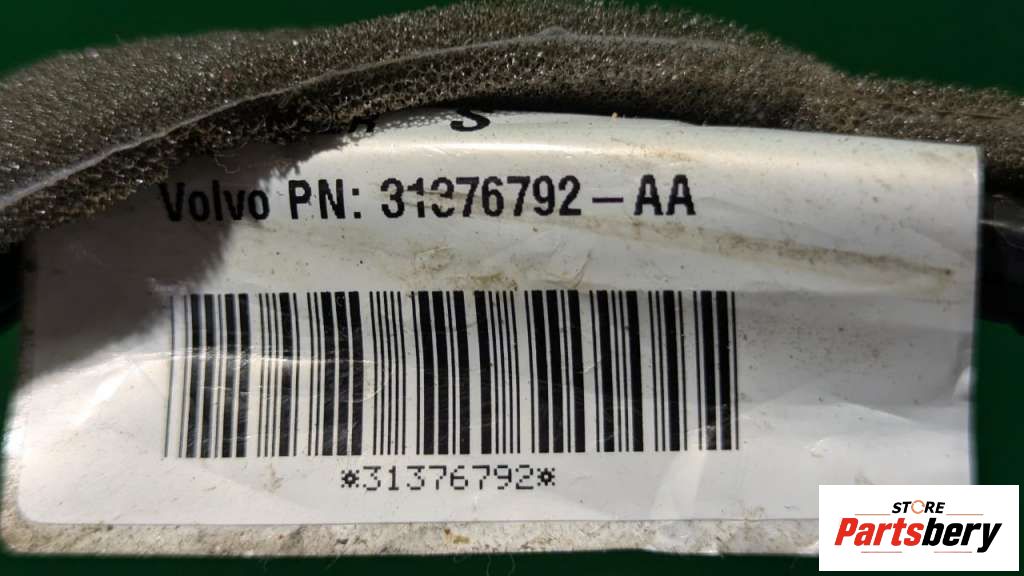 S
Volvo PN: 31376792-AA
*31376792*
STORE
Partsbery